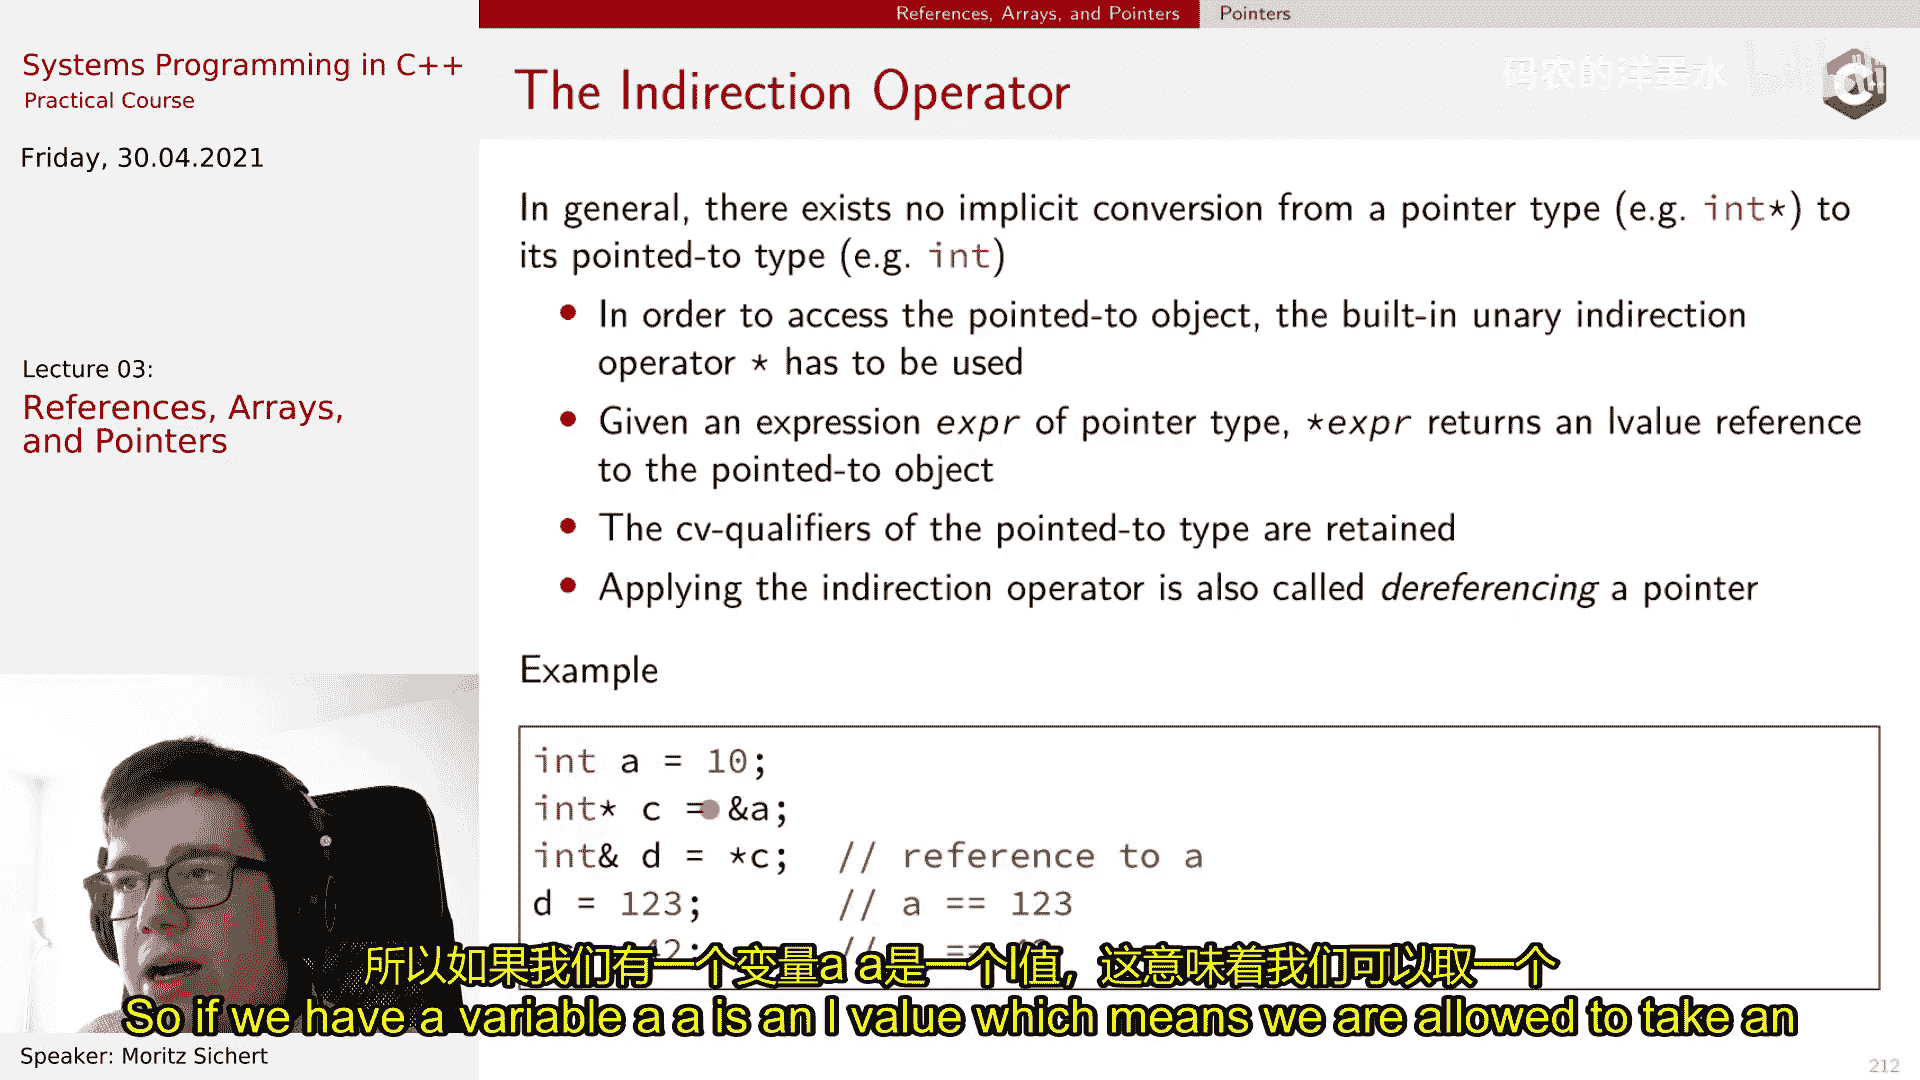 References, Arrays, and Pointers
Pointers
Systems Programming in C++
Practical Course
Friday, 30.04.2021
The Indirection Operator
码农的洋墨水
In general, there exists no implicit conversion from a pointer type (e.g. int*) to
its pointed-to type (e.g. int)
• In order to access the pointed-to object, the built-in unary indirection
operator * has to be used
• Given an expression expr of pointer type, *expr returns an lvalue reference
to the pointed-to object
• The cv-qualifiers of the pointed-to type are retained
• Applying the indirection operator is also called dereferencing a pointer
Lecture 03:
References, Arrays,
and Pointers
Example
int a = 10;
int* c = &a;
int& d = *c; // reference to a
d = 123; // a == 123
所以如果我们有一个变量a a是一个l值，这意味着我们可以取一个
So if we have a variable a a is an l value which means we are allowed to take an
Speaker: Moritz Sichert
212